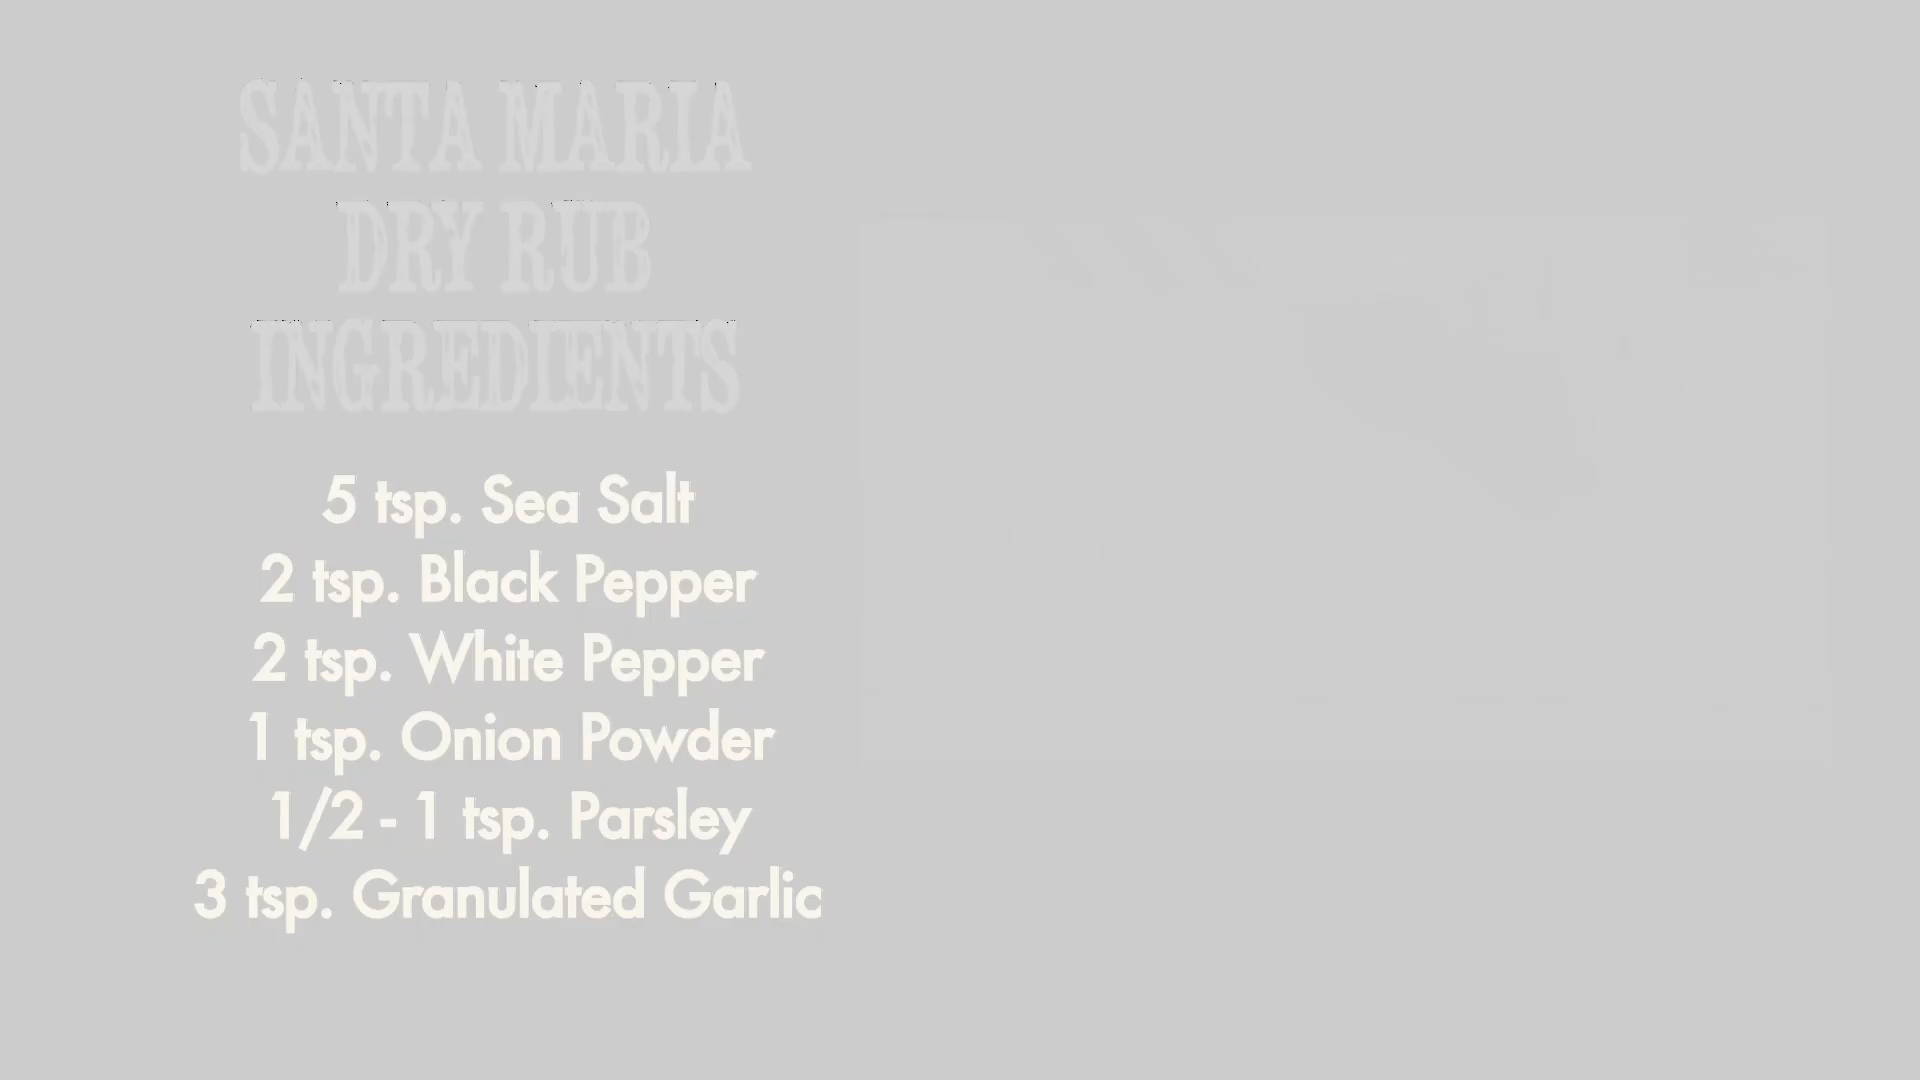 SANTA MARIA
DRY RUB
INGREDIENTS
5 tsp. Sea Salt
2 tsp. Black Pepper
2 tsp. White Pepper
1 tsp. Onion Powder
1/2 - 1 tsp. Parsley
3 tsp. Granulated Garlic